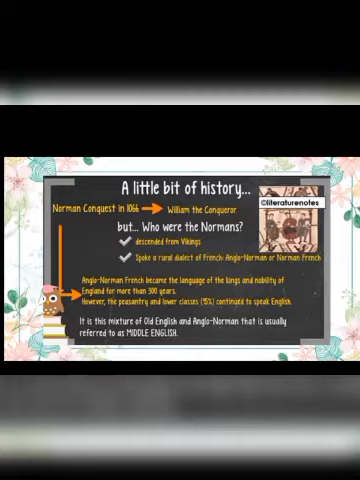 A little bit of history...
Norman Conquest in 1066
William the Conqueror
©literaturenotes
but... Who were the Normans?
descended from Vikings
Spoke a rural dialect of French: Anglo-Norman or Norman French
Anglo-Norman French became the language of the kings and nobility of
England for more than 300 years.
However, the peasantry and lower classes (95%) continued to speak English.
It is this mixture of Old English and Anglo-Norman that is usually
referred to as MIDDLE ENGLISH.